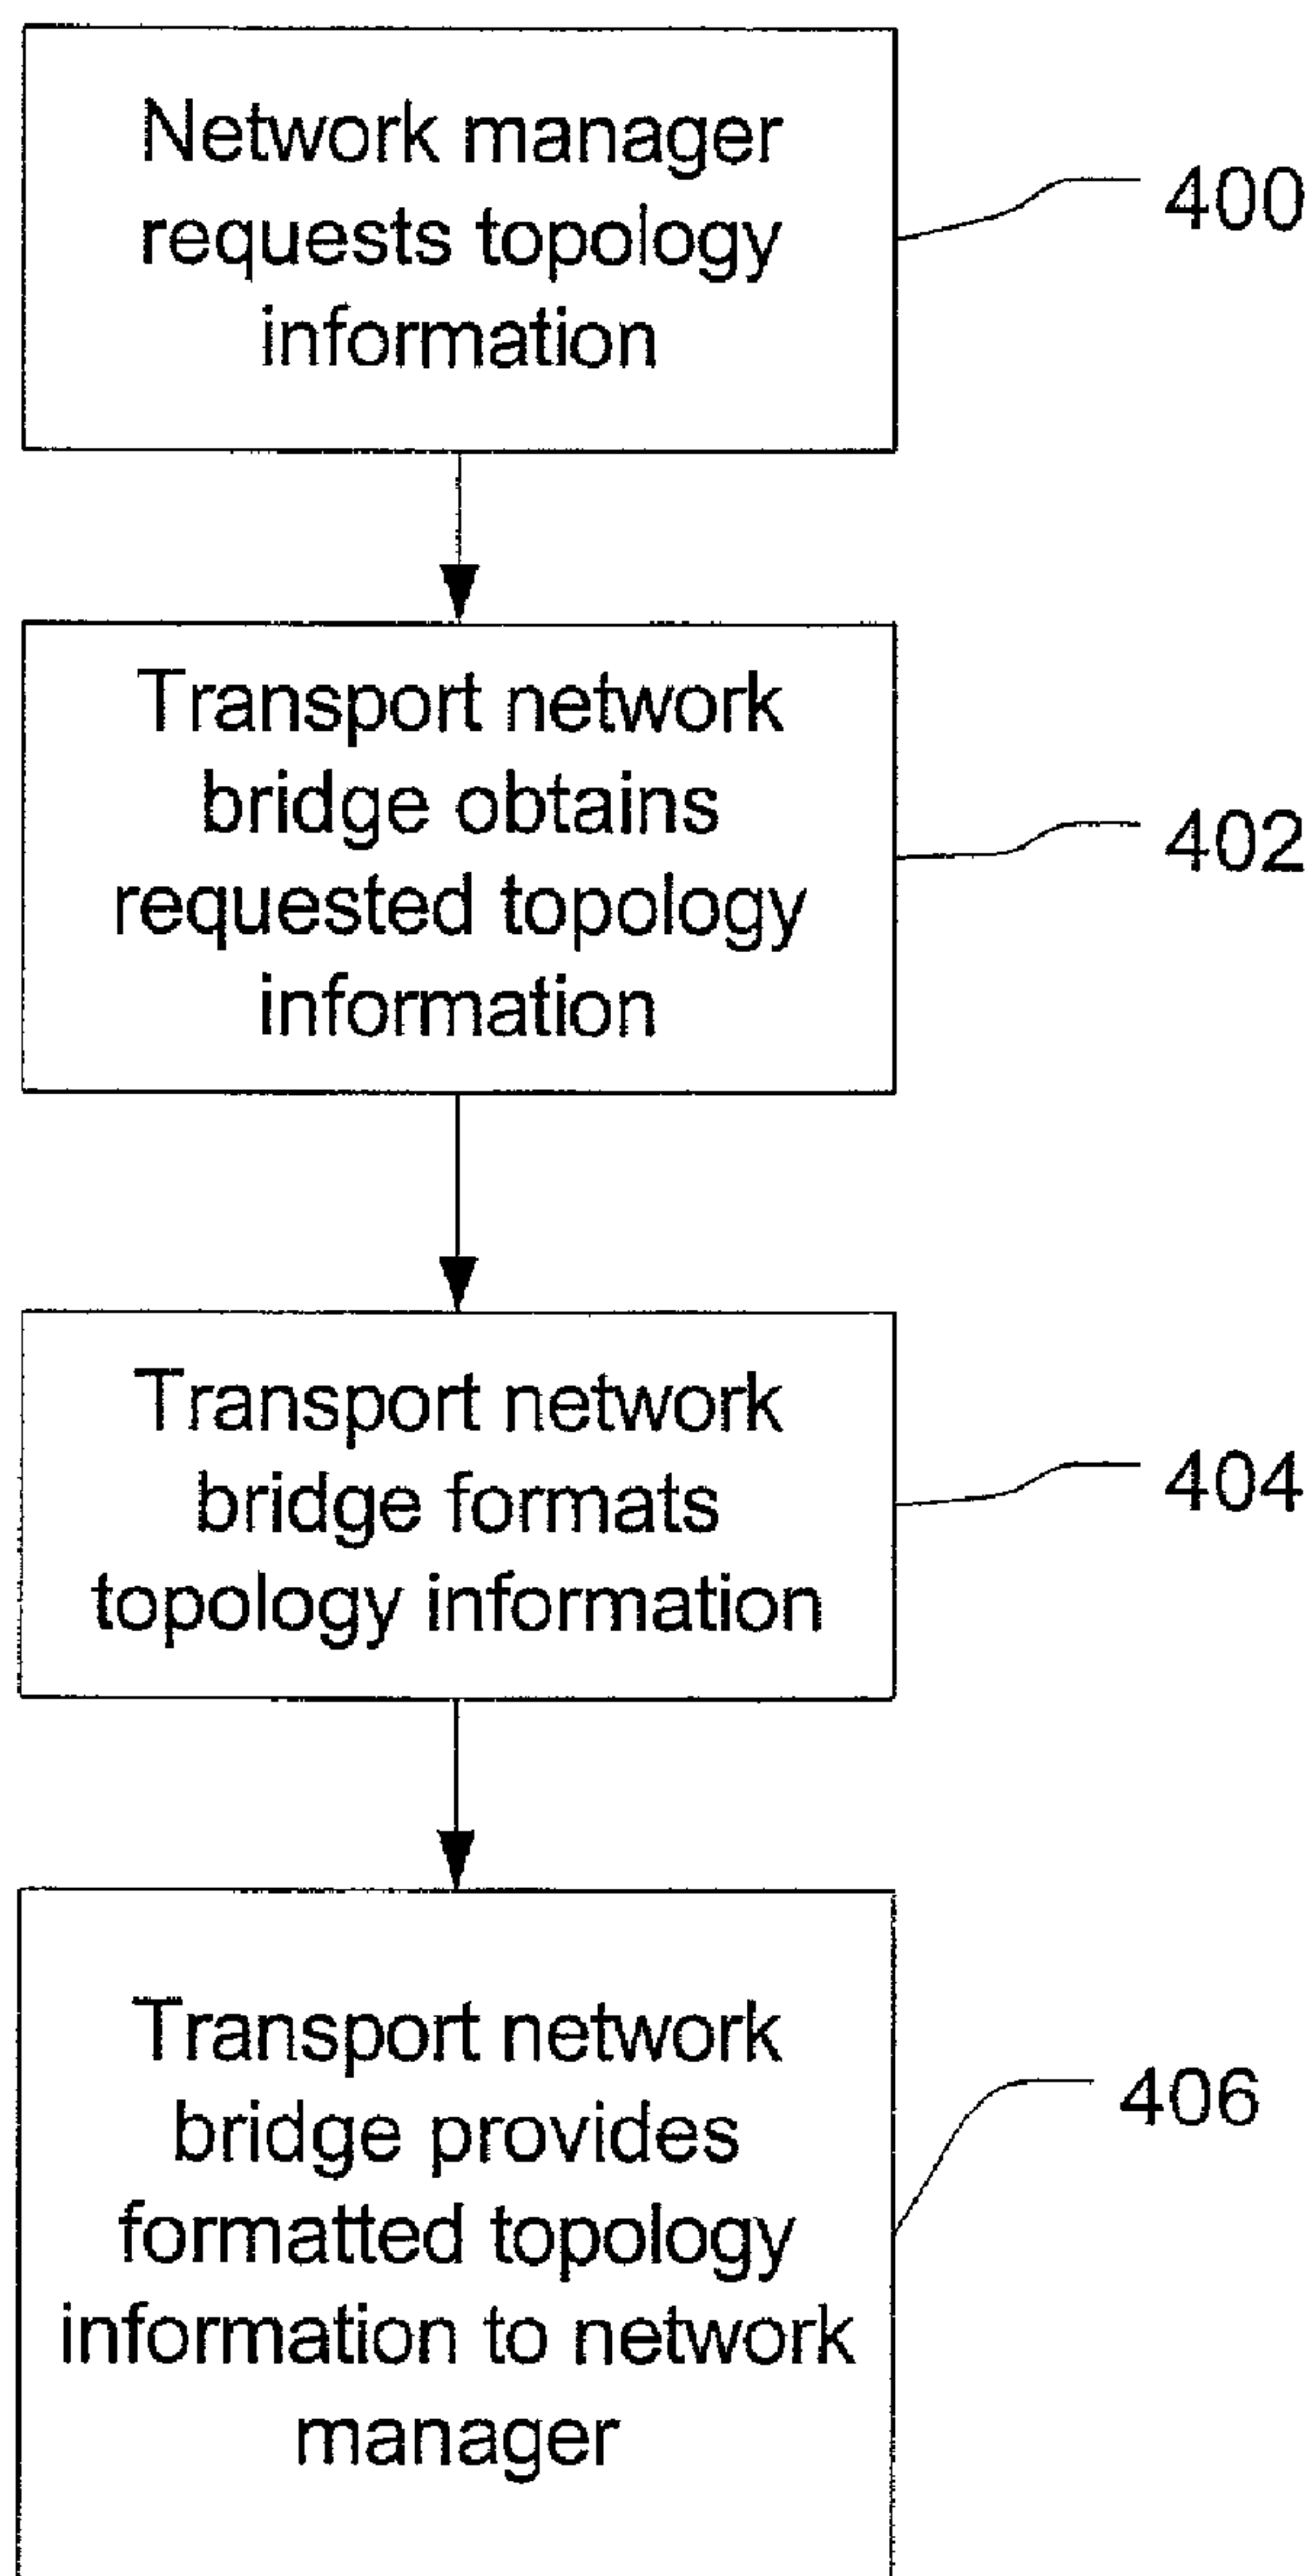 Network manager
requests topology
information
400
Transport network
bridge obtains
requested topology
information
402
Transport network
bridge formats
topology information
404
Transport network
bridge provides
formatted topology
information to network
manager
406